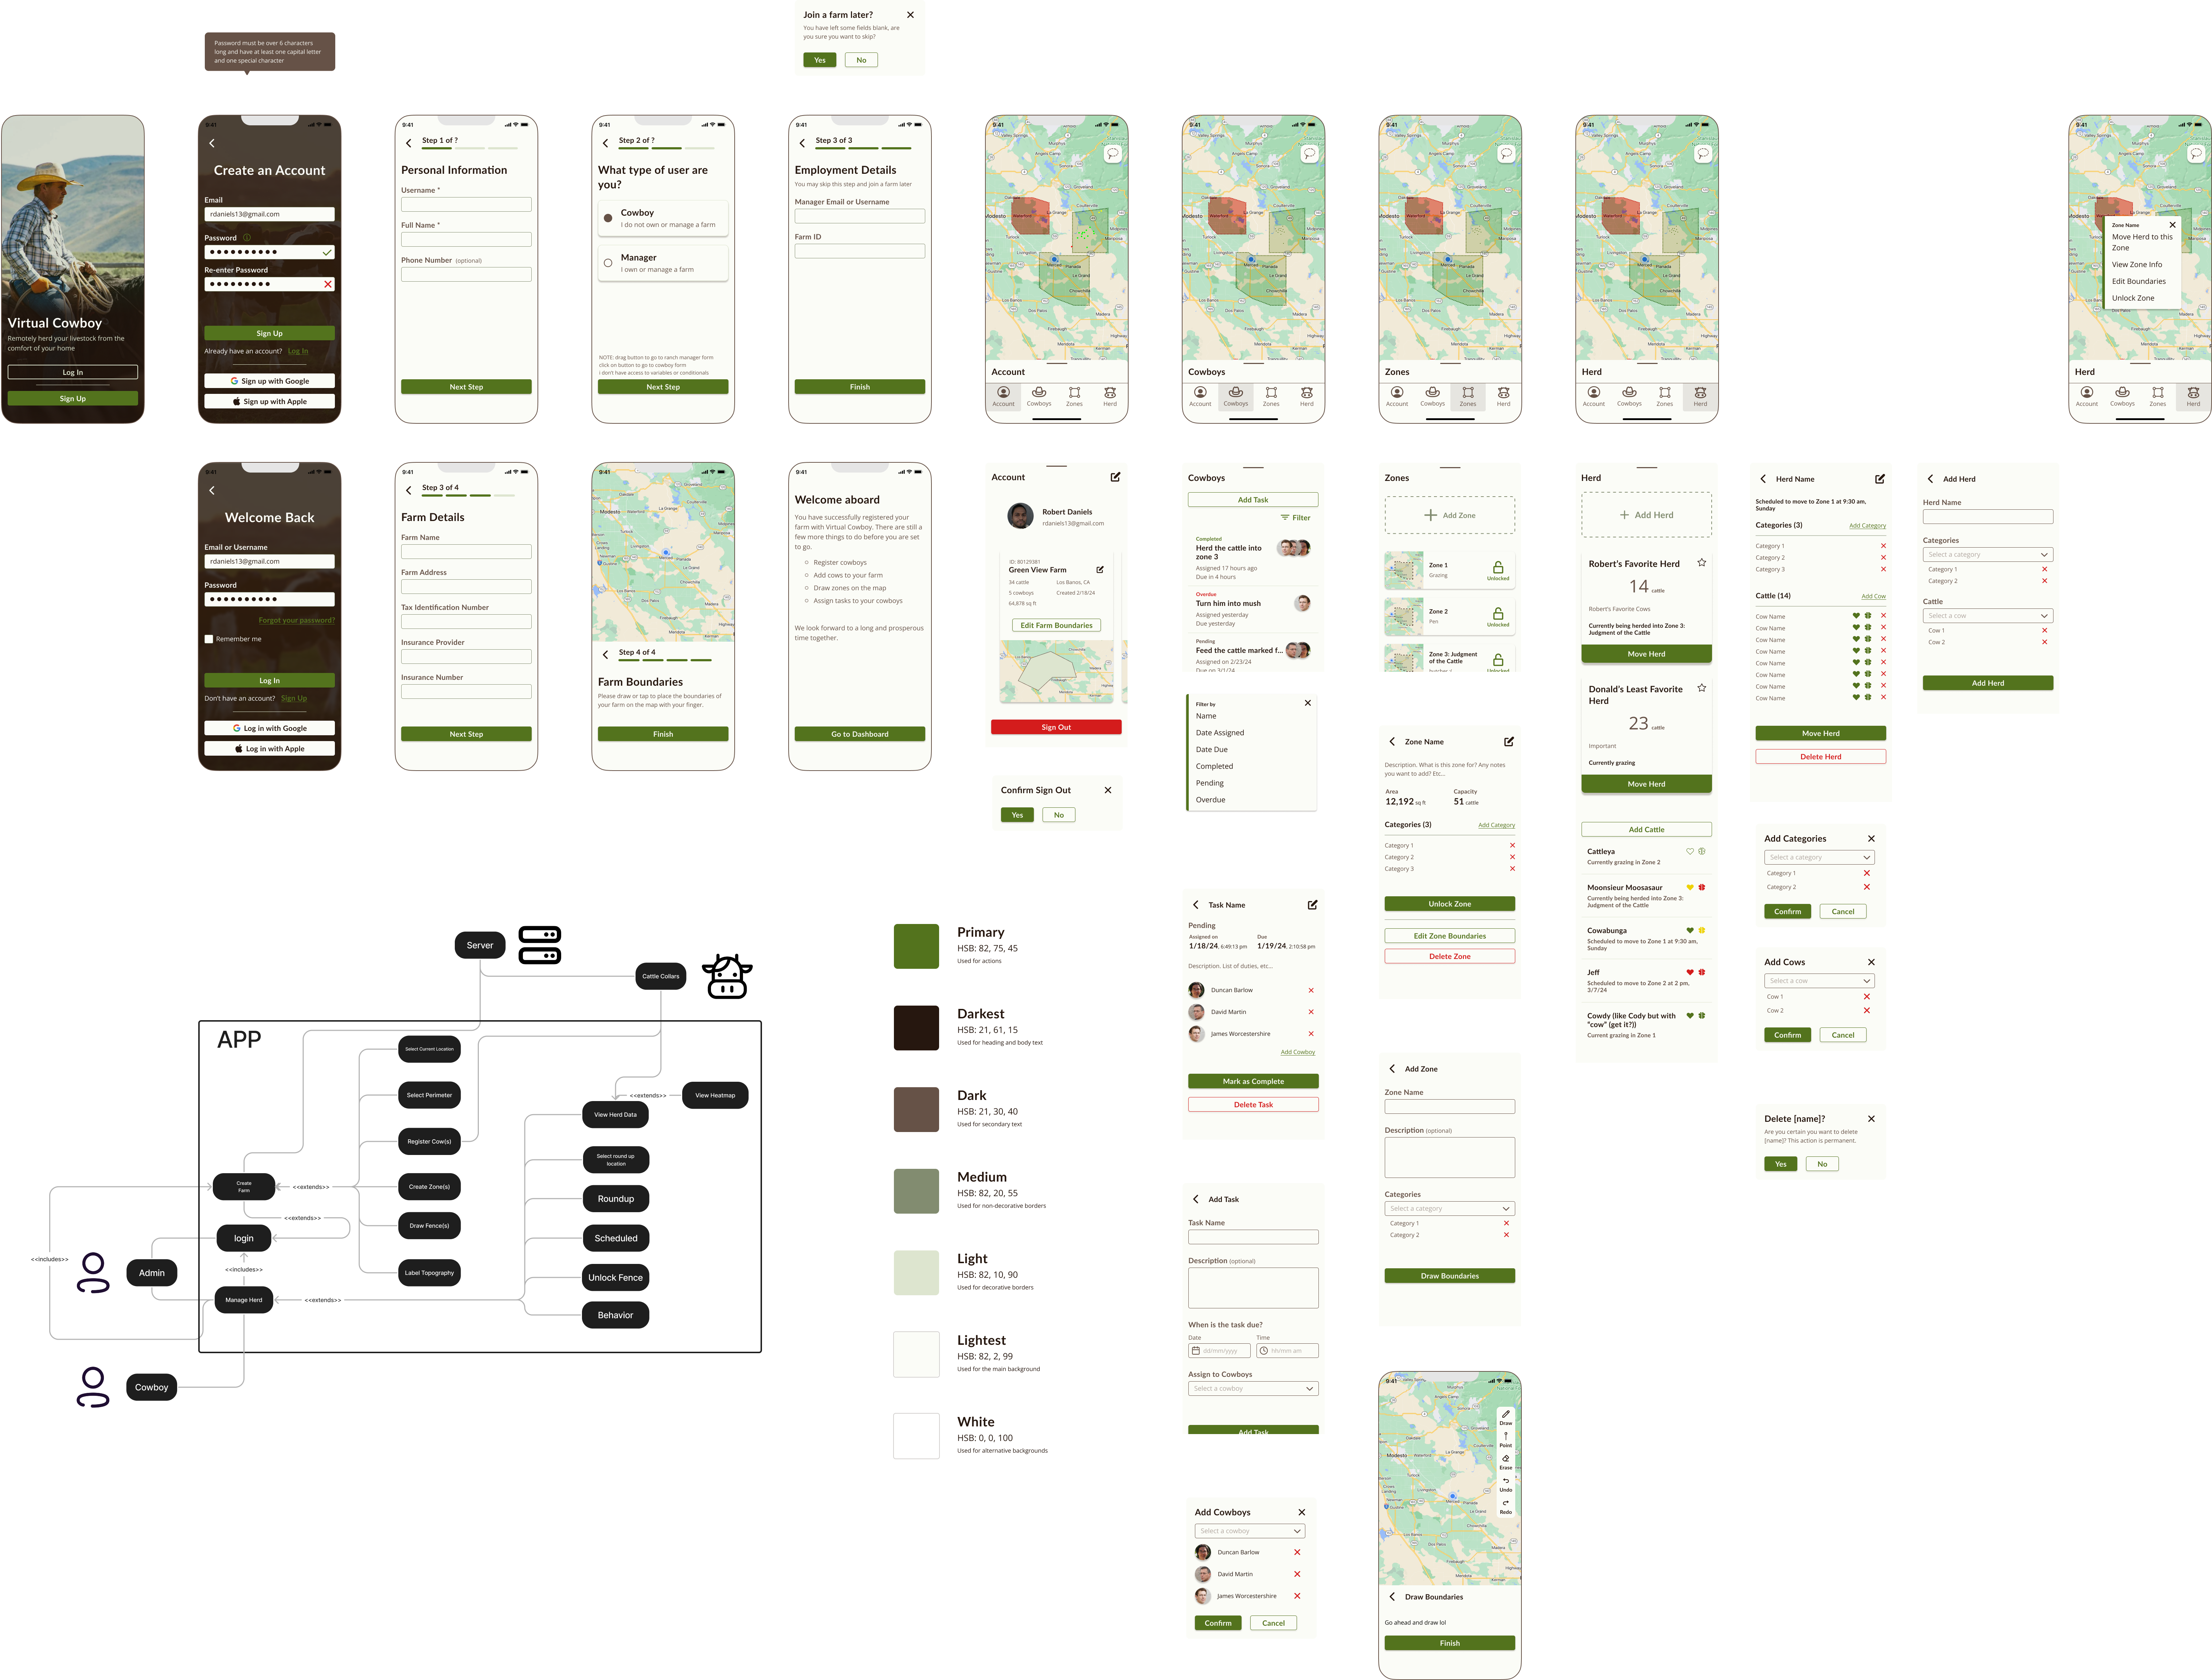 Join a farm later?
You have left some fields blank, are
you sure you want to skip?
Yes
No
Password must be over 6 characters
long and have at least one capital letter
and one special character
Virtual Cowboy
Remotely herd your livestock from the
comfort of your home
Log In
Sign Up
9:41
Create an Account
Email
rdaniels13@gmail.com
Password
Re-enter Password
Sign Up
Already have an account? Log In
Sign up with Google
Sign up with Apple
9:41
Step 1 of ?
Personal Information
Username *
Full Name *
Phone Number (optional)
Next Step
9:41
Step 2 of ?
What type of user are
you?
Cowboy
I do not own or manage a farm
Manager
I own or manage a farm
NOTE: drag button to go to ranch manager form
click on button to go to cowboy form
I don't have access to variables or conditionals
Next Step
9:41
Step 3 of 3
Employment Details
You may skip this step and join a farm later
Manager Email or Username
Farm ID
Finish
9:41
Account
Account
Cowboys
Zones
Herd
9:41
Cowboys
Account
Cowboys
Zones
Herd
9:41
Zones
Account
Cowboys
Zones
Herd
9:41
Herd
Account
Cowboys
Zones
Herd
9:41
Zone Name
Move Herd to this
Zone
View Zone Info
Edit Boundaries
Unlock Zone
Herd
Account
Cowboys
Zones
Herd
9:41
Welcome Back
Email or Username
rdaniels13@gmail.com
Password
Forgot your password?
Remember me
Log In
Don't have an account? Sign Up
Log in with Google
Log in with Apple
9:41
Step 3 of 4
Farm Details
Farm Name
Farm Address
Tax Identification Number
Insurance Provider
Insurance Number
Next Step
9:41
Step 4 of 4
Farm Boundaries
Please draw or tap to place the boundaries of
your farm on the map with your finger.
Finish
9:41
Welcome aboard
You have successfully registered your
farm with Virtual Cowboy. There are still a
few more things to do before you are set
to go.
Register cowboys
Add cows to your farm
Draw zones on the map
Assign tasks to your cowboys
We look forward to a long and prosperous
time together.
Go to Dashboard
Account
Robert Daniels
rdaniels13@gmail.com
ID: 80129381
Green View Farm
34 cattle
Los Banos, CA
5 cowboys
Created 2/18/24
64,878 sq ft
Edit Farm Boundaries
Sign Out
Confirm Sign Out
Yes
No
Cowboys
Add Task
Filter
Completed
Herd the cattle into
zone 3
Assigned 17 hours ago
Due in 4 hours
Overdue
Turn him into mush
Assigned yesterday
Due yesterday
Pending
Feed the cattle marked f...
Assigned on 2/23/24
Due on 3/1/24
Filter by
Name
Date Assigned
Date Due
Completed
Pending
Overdue
Task Name
Pending
Assigned on
Due
1/18/24, 6:49:13 pm
1/19/24, 2:10:58 pm
Description. List of duties, etc...
Duncan Barlow
David Martin
James Worcestershire
Add Cowboy
Mark as Complete
Delete Task
Add Task
Task Name
Description (optional)
When is the task due?
Date
Time
dd/mm/yyyy
hh:mm am
Assign to Cowboys
Select a cowboy
Add Task
Add Cowboys
Select a cowboy
Duncan Barlow
David Martin
James Worcestershire
Confirm
Cancel
Zones
Add Zone
Zone 1
Grazing
Unlocked
Zone 2
Pen
Unlocked
Zone 3: Judgment
of the Cattle
Unlocked
Zone Name
Description. What is this zone for? Any notes
you want to add? Etc...
Area
Capacity
12,192 sq ft
51 cattle
Categories (3)
Add Category
Category 1
Category 2
Category 3
Unlock Zone
Edit Zone Boundaries
Delete Zone
Add Zone
Zone Name
Description (optional)
Categories
Select a category
Category 1
Category 2
Draw Boundaries
9:41
Draw
Point
Erase
Undo
Redo
Draw Boundaries
Go ahead and draw lol
Finish
Herd
Add Herd
Robert's Favorite Herd
14 cattle
Robert's Favorite Cows
Currently being herded into Zone 3:
Judgment of the Cattle
Move Herd
Donald's Least Favorite
Herd
23 cattle
Important
Currently grazing
Move Herd
Add Cattle
Cattleya
Currently grazing in Zone 2
Moonsieur Moosasaur
Currently being herded into Zone 3:
Judgment of the Cattle
Cowabunga
Scheduled to move to Zone 1 at 9:30 am,
Sunday
Jeff
Scheduled to move to Zone 2 at 2 pm,
3/7/24
Cowdy (like Cody but with
"cow" (get it?))
Current grazing in Zone 1
Herd Name
Scheduled to move to Zone 1 at 9:30 am,
Sunday
Categories (3)
Add Category
Category 1
Category 2
Category 3
Cattle (14)
Add Cow
Cow Name
Cow Name
Cow Name
Cow Name
Cow Name
Cow Name
Cow Name
Cow Name
Move Herd
Delete Herd
Add Categories
Select a category
Category 1
Category 2
Confirm
Cancel
Add Cows
Select a cow
Cow 1
Cow 2
Confirm
Cancel
Delete [name]?
Are you certain you want to delete
[name]? This action is permanent.
Yes
No
Add Herd
Herd Name
Categories
Select a category
Category 1
Category 2
Cattle
Select a cow
Cow 1
Cow 2
Add Herd
Server
Cattle Collars
APP
Select Current Location
Select Perimeter
Register Cow(s)
Create Zone(s)
Draw Fence(s)
Label Topography
Create
Farm
<<extends>>
<<extends>>
login
<<includes>>
<<includes>>
Admin
Manage Herd
<<extends>>
Cowboy
<<extends>>
View Heatmap
View Herd Data
Select round up
location
Roundup
Scheduled
Unlock Fence
Behavior
Primary
HSB: 82, 75, 45
Used for actions
Darkest
HSB: 21, 61, 15
Used for heading and body text
Dark
HSB: 21, 30, 40
Used for secondary text
Medium
HSB: 82, 20, 55
Used for non-decorative borders
Light
HSB: 82, 10, 90
Used for decorative borders
Lightest
HSB: 82, 2, 99
Used for the main background
White
HSB: 0, 0, 100
Used for alternative backgrounds